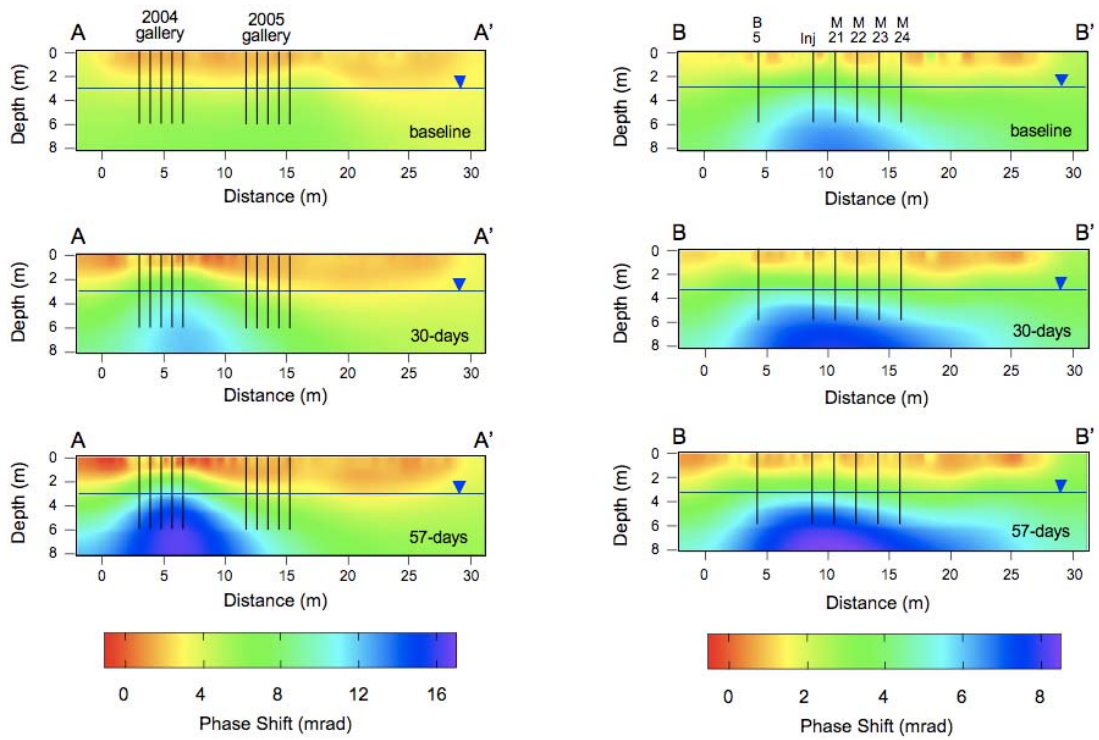 A
2004
gallery
2005
gallery
A'
0
2
4
6
8
Depth (m)
baseline
0 5 10 15 20 25 30
Distance (m)
A
A'
0
2
4
6
8
Depth (m)
30-days
0 5 10 15 20 25 30
Distance (m)
A
A'
0
2
4
6
8
Depth (m)
57-days
0 5 10 15 20 25 30
Distance (m)
0 4 8 12 16
Phase Shift (mrad)
B
B
5
Inj
M
21
M
22
M
23
M
24
B'
0
2
4
6
8
Depth (m)
baseline
0 5 10 15 20 25 30
Distance (m)
B
B'
0
2
4
6
8
Depth (m)
30-days
0 5 10 15 20 25 30
Distance (m)
B
B'
0
2
4
6
8
Depth (m)
57-days
0 5 10 15 20 25 30
Distance (m)
0 2 4 6 8
Phase Shift (mrad)